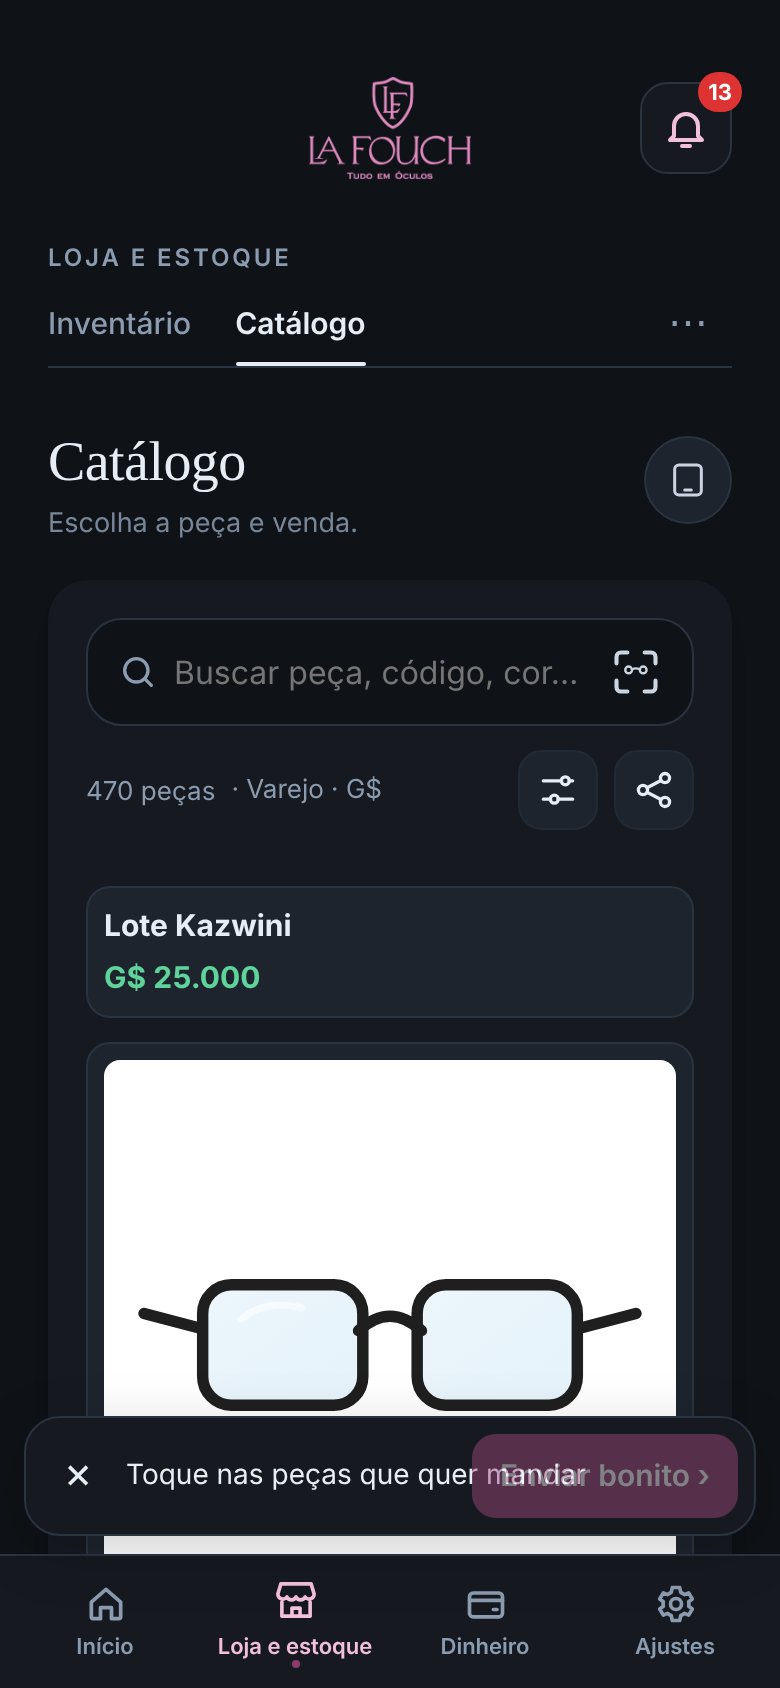 13
LF
LA FOUCH
TUDO EM ÓCULOS
LOJA E ESTOQUE
Inventário
Catálogo
...
Catálogo
Escolha a peça e venda.
Buscar peça, código, cor...
470 peças · Varejo · G$
Lote Kazwini
G$ 25.000
Toque nas peças que quer mandar
Enviar bonito ›
Início
Loja e estoque
Dinheiro
Ajustes